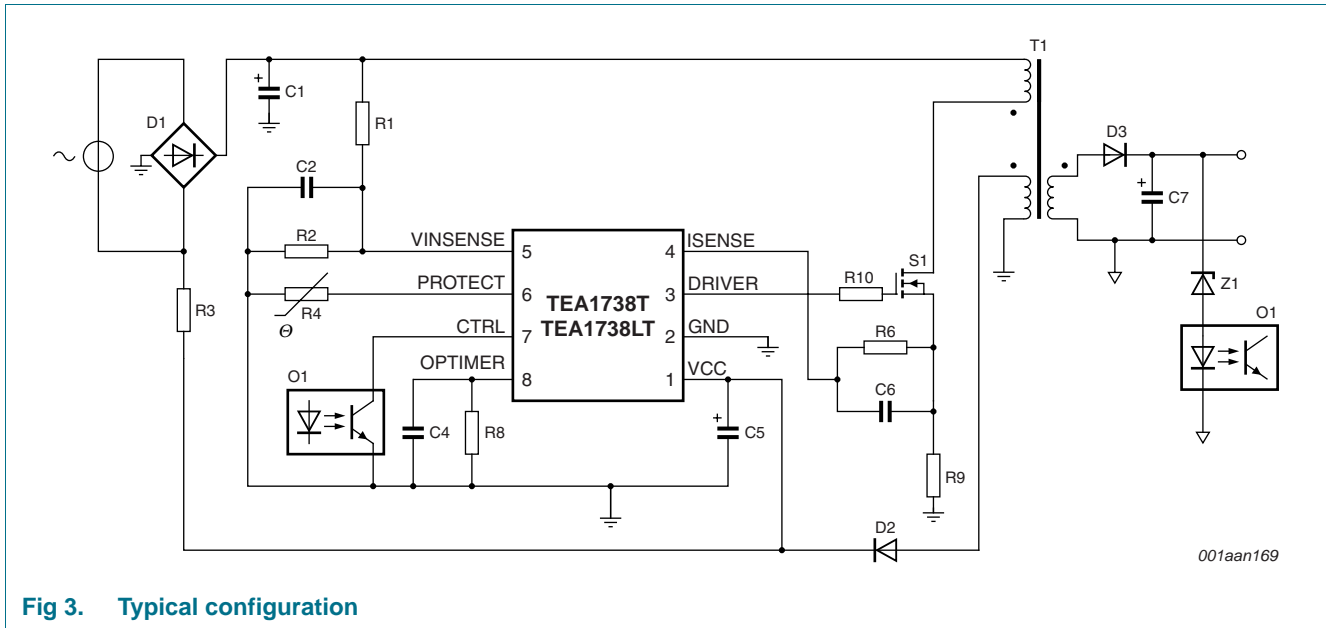 T1
C1
D1
R1
D3
C2
C7
R2
VINSENSE
5
4
ISENSE
S1
R10
Z1
PROTECT
6
3
DRIVER
R3
R4
Θ
TEA1738T
TEA1738LT
O1
CTRL
7
2
GND
R6
OPTIMER
8
1
VCC
O1
C6
C4
R8
C5
R9
D2
001aan169
Fig 3. Typical configuration